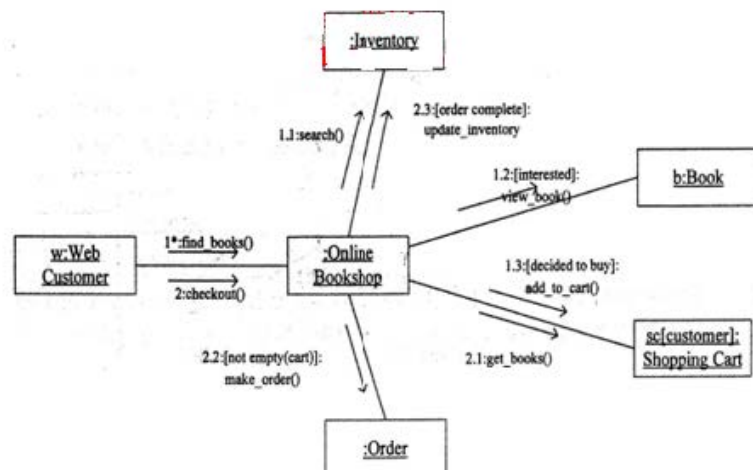 :Inventory
1.1:search()
2.3:[order complete]:
update_inventory
1.2:[interested]:
view_book()
b:Book
w:Web
Customer
1*:find_books()
2:checkout()
:Online
Bookshop
1.3:[decided to buy]:
add_to_cart()
2.1:get_books()
sc[customer]:
Shopping Cart
2.2:[not empty(cart)]:
make_order()
:Order